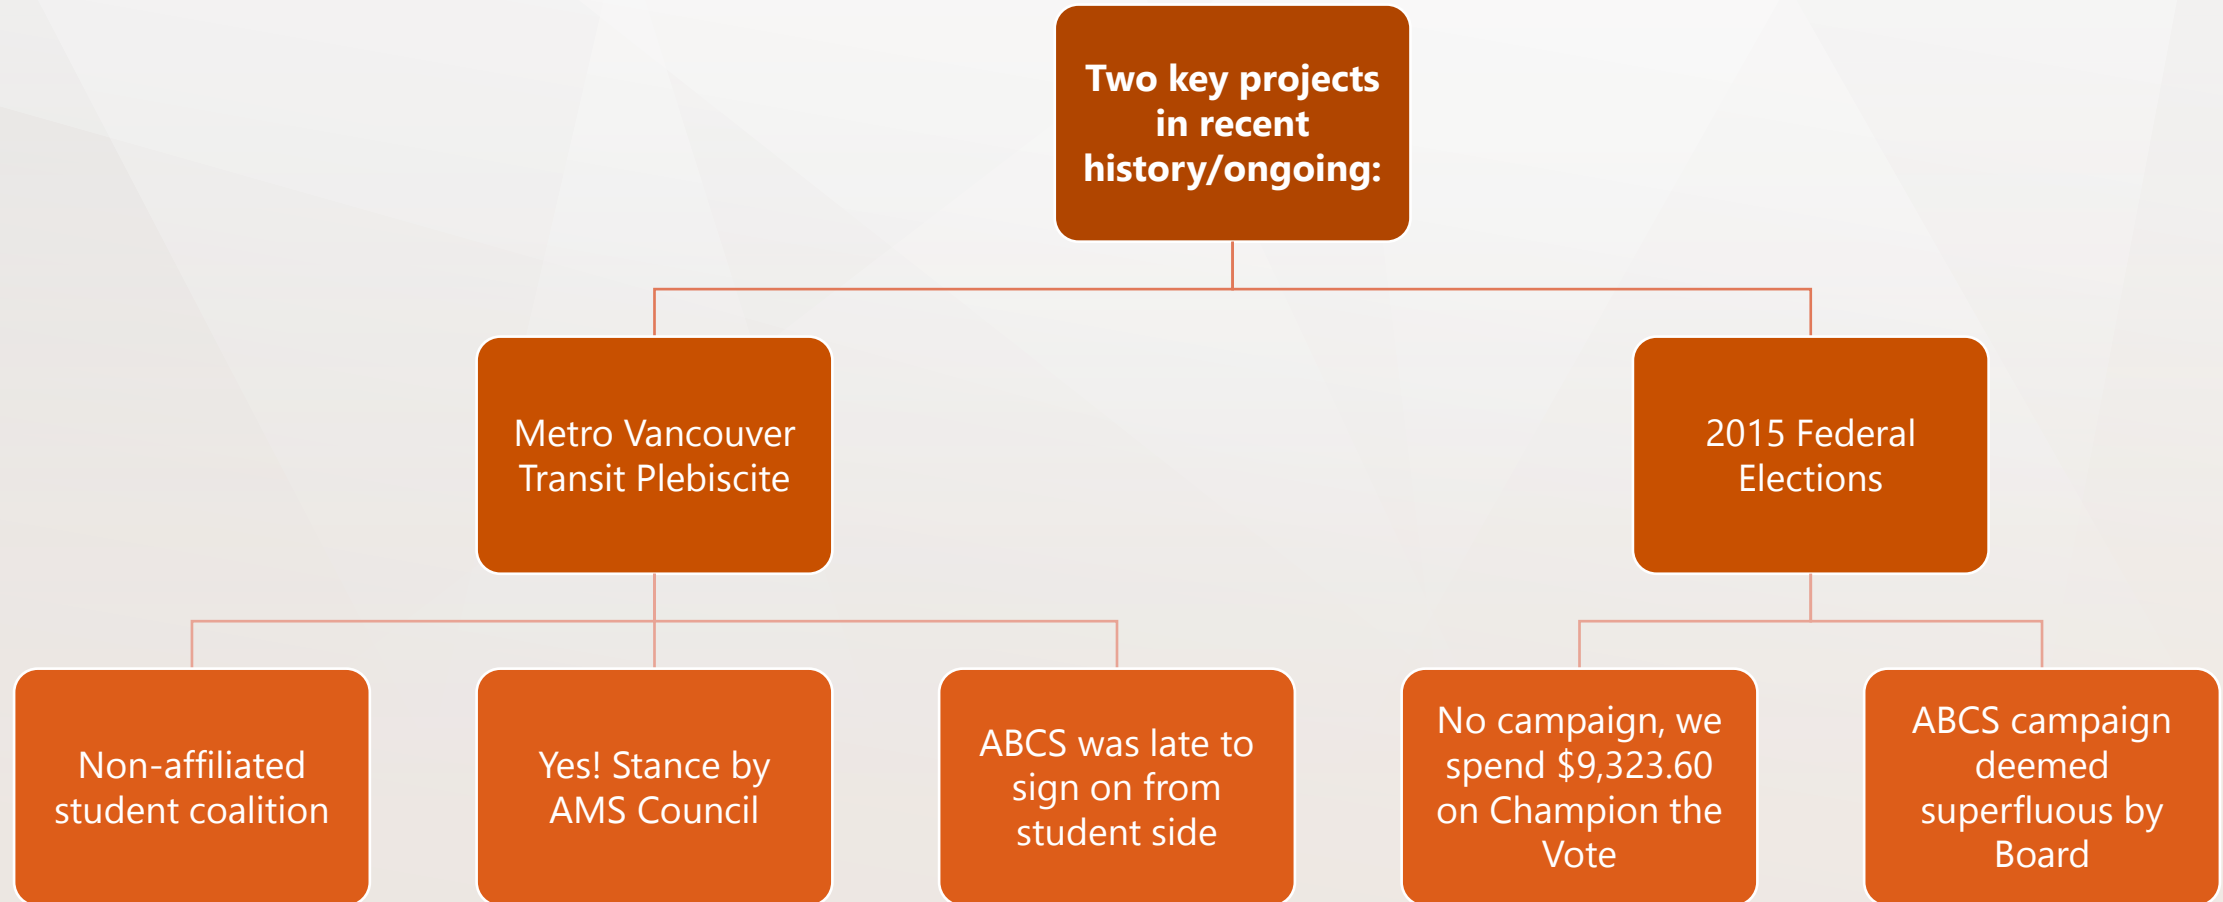 Two key projects
in recent
history/ongoing:
Metro Vancouver
Transit Plebiscite
2015 Federal
Elections
Non-affiliated
student coalition
Yes! Stance by
AMS Council
ABCS was late to
sign on from
student side
No campaign, we
spend $9,323.60
on Champion the
Vote
ABCS campaign
deemed
superfluous by
Board